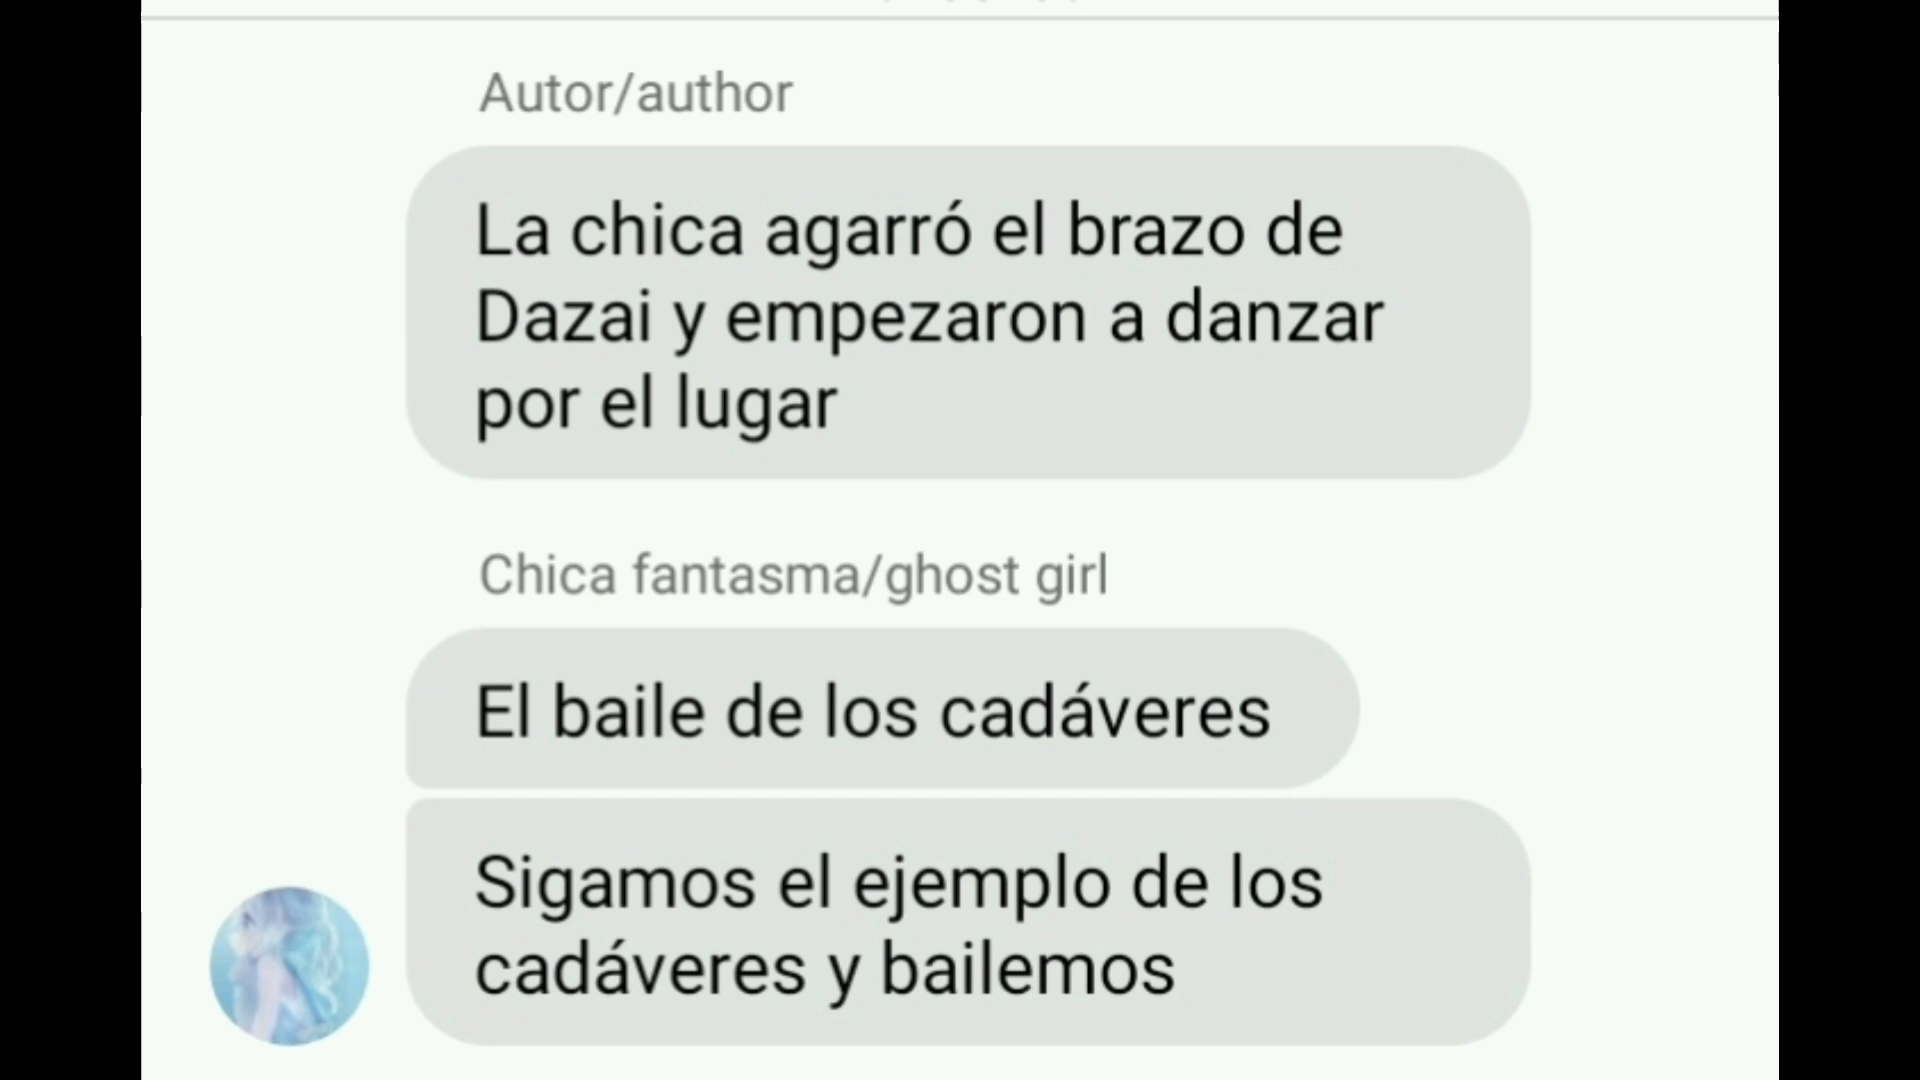 Autor/author
La chica agarró el brazo de
Dazai y empezaron a danzar
por el lugar
Chica fantasma/ghost girl
El baile de los cadáveres
Sigamos el ejemplo de los
cadáveres y bailemos